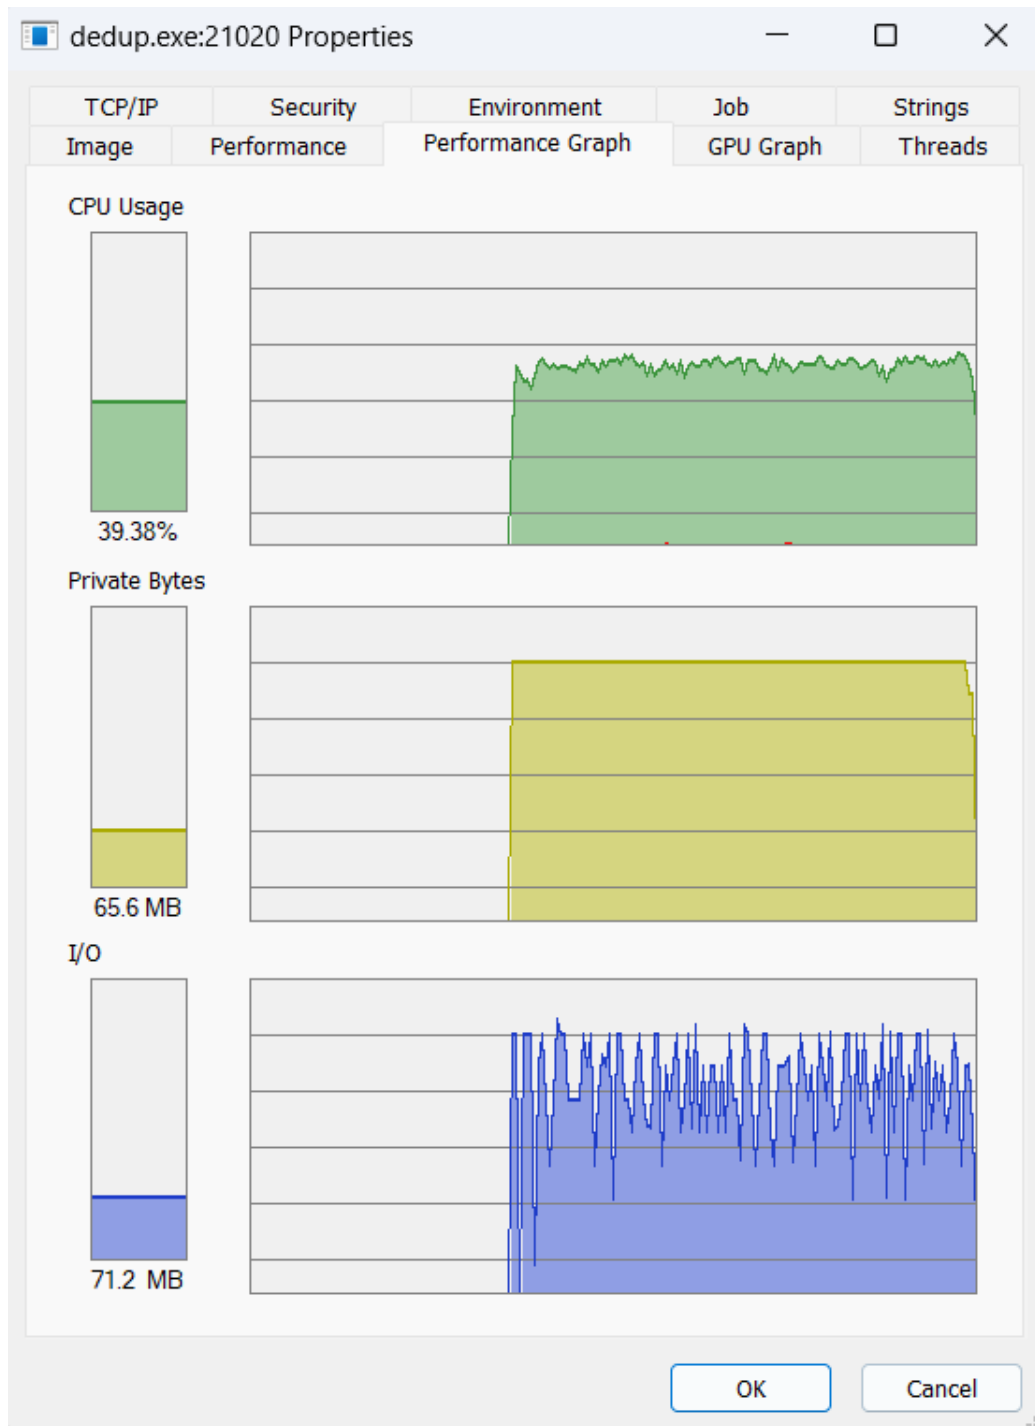 dedup.exe:21020 Properties
TCP/IP Security Environment Job Strings
Image Performance Performance Graph GPU Graph Threads
CPU Usage
39.38%
Private Bytes
65.6 MB
I/O
71.2 MB
OK Cancel